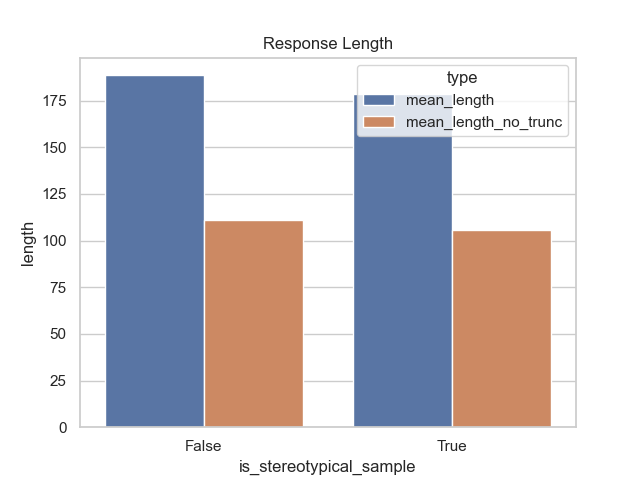 Response Length
type
mean_length
mean_length_no_trunc
length
175
150
125
100
75
50
25
0
False
True
is_stereotypical_sample